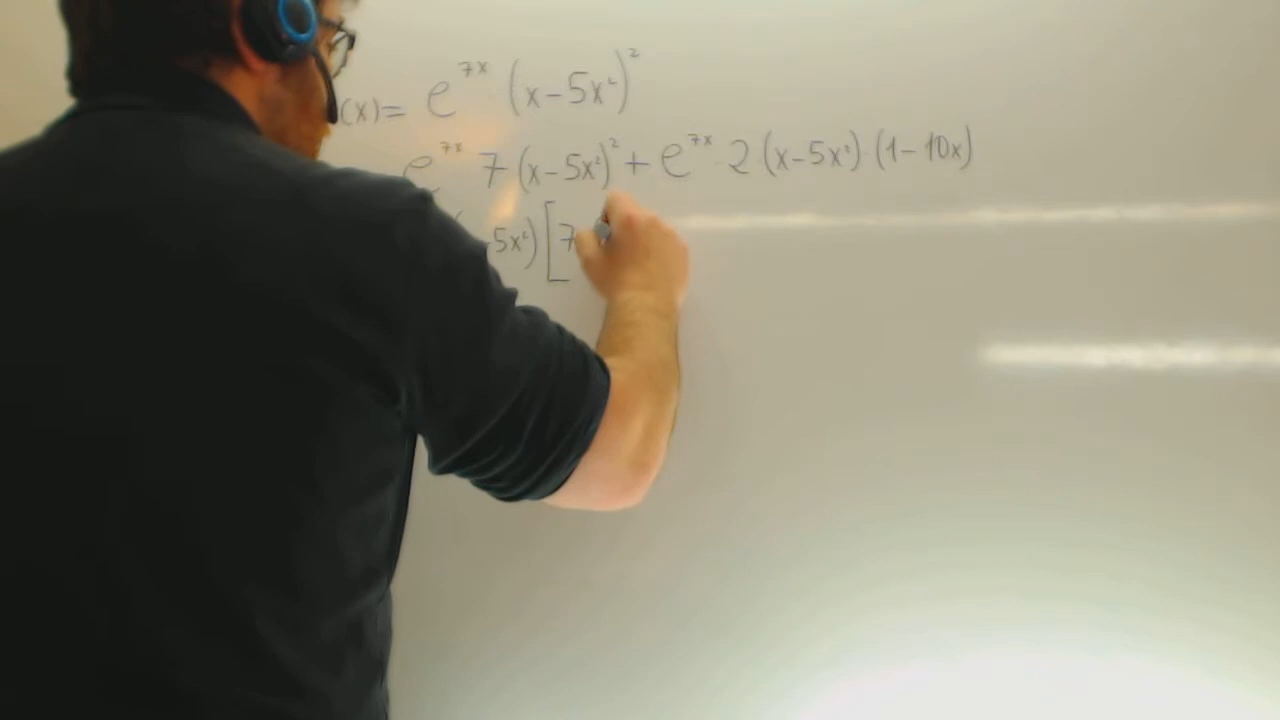 (x) = e^{7x} (x-5x²)²
e^{7x} 7 (x-5x²)² + e^{7x} · 2 (x-5x²) · (1-10x)
-5x²) [7